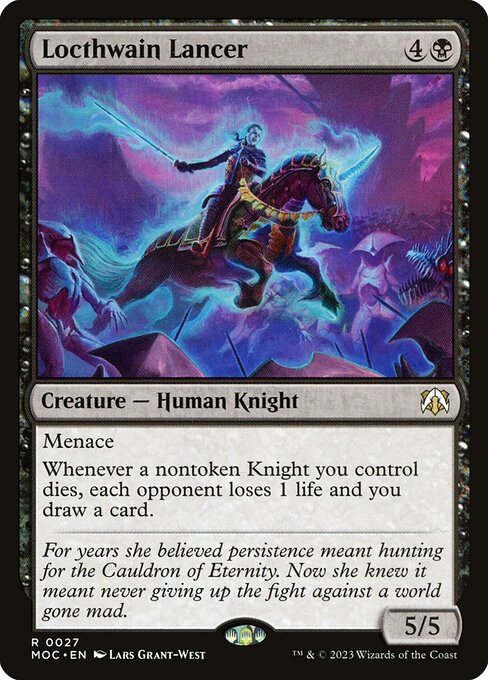 Locthwain Lancer 4
Creature — Human Knight
Menace
Whenever a nontoken Knight you control
dies, each opponent loses 1 life and you
draw a card.
For years she believed persistence meant hunting
for the Cauldron of Eternity. Now she knew it
meant never giving up the fight against a world
gone mad.
5/5
R 0027
MOC • EN Lars Grant-West
™ & © 2023 Wizards of the Coast